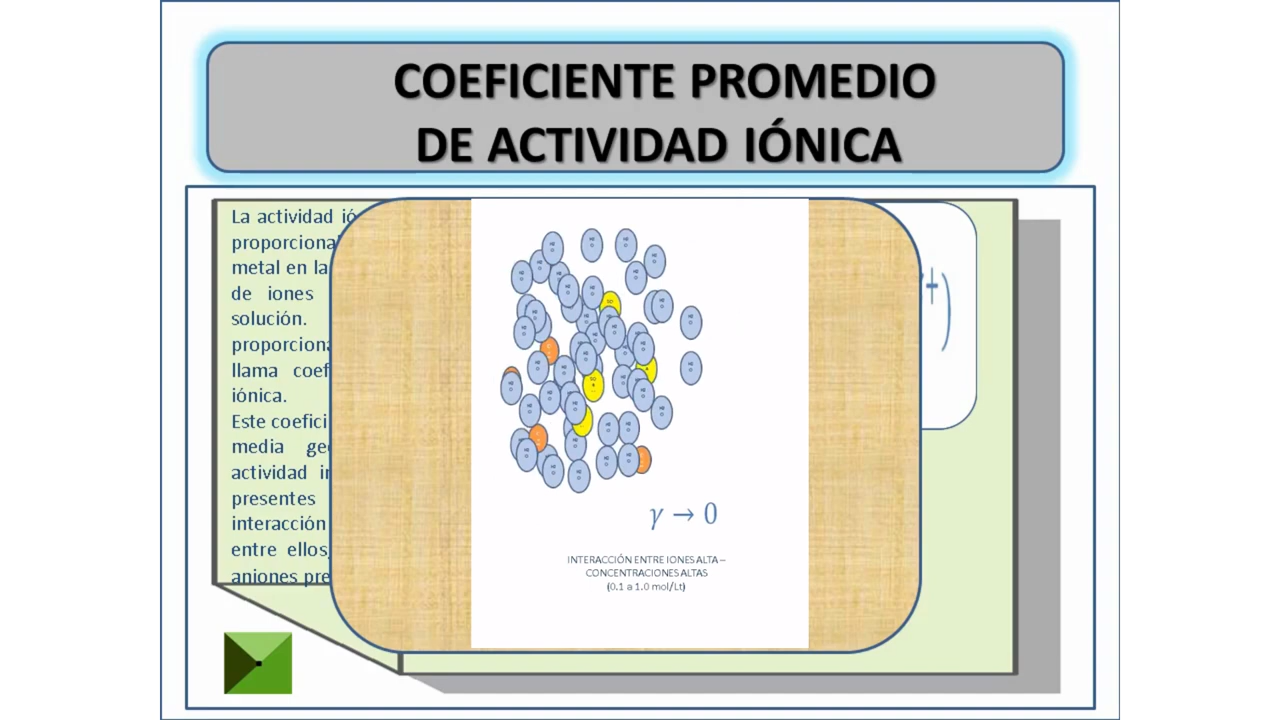 COEFICIENTE PROMEDIO
DE ACTIVIDAD IÓNICA
La actividad ió
proporciona
metal en la
de iones
solución.
proporciona
llama coef
iónica.
Este coefici
media ge
actividad i
presentes
interacción
entre ellos,
aniones pre
γ → 0
INTERACCIÓN ENTRE IONES ALTA –
CONCENTRACIONES ALTAS
(0.1 a 1.0 mol/Lt)